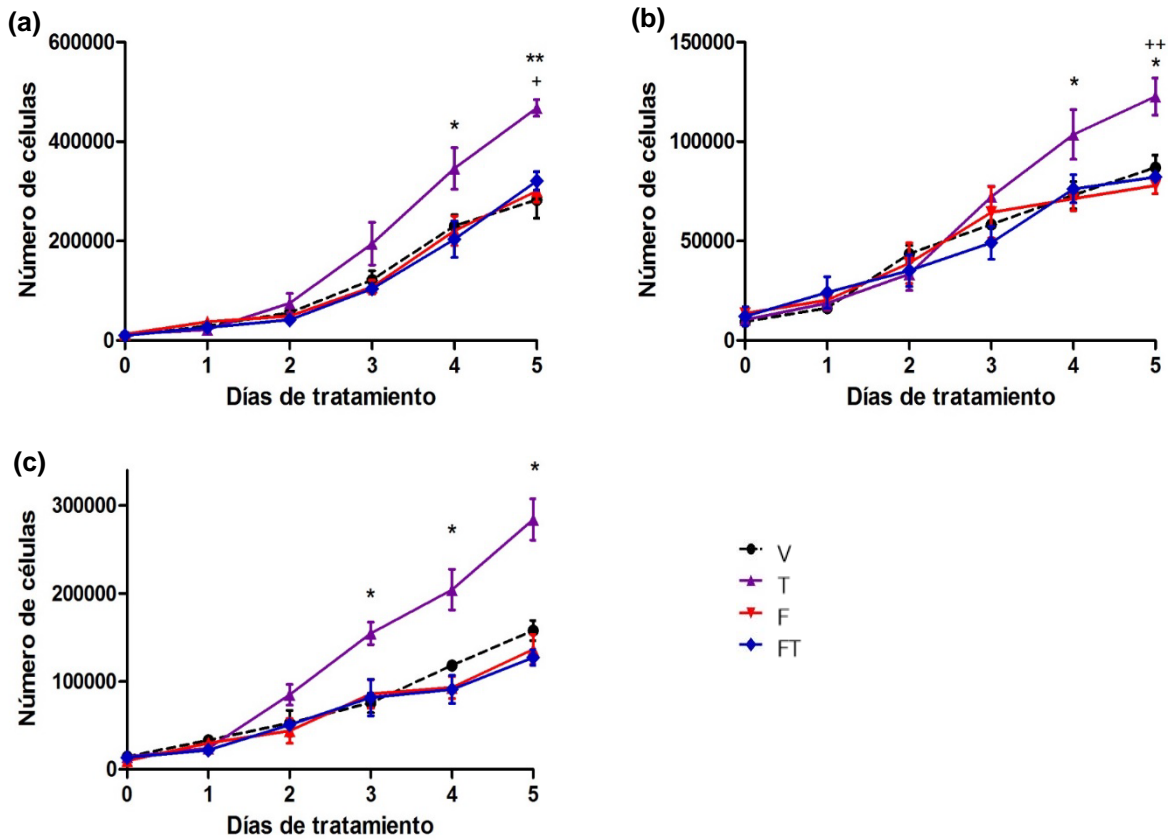 (a)
Número de células
600000
400000
200000
0
**
+
*
0 1 2 3 4 5
Días de tratamiento
(b)
Número de células
150000
100000
50000
0
++
*
*
0 1 2 3 4 5
Días de tratamiento
(c)
Número de células
300000
200000
100000
0
*
*
*
0 1 2 3 4 5
Días de tratamiento
V
T
F
FT